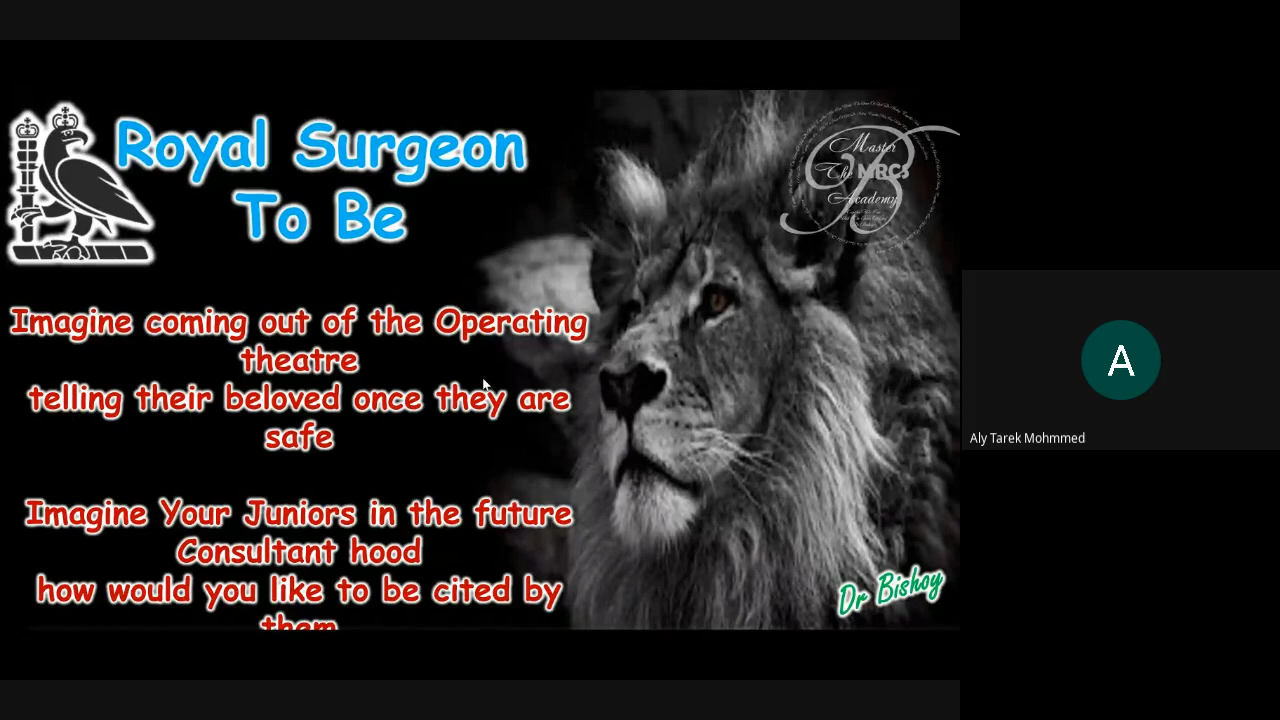 Royal Surgeon
To Be
Imagine coming out of the Operating
theatre
telling their beloved once they are
safe
Imagine Your Juniors in the future
Consultant hood
how would you like to be cited by
them
Master
The MRCS
Academy
Dr Bishoy
A
Aly Tarek Mohmmed